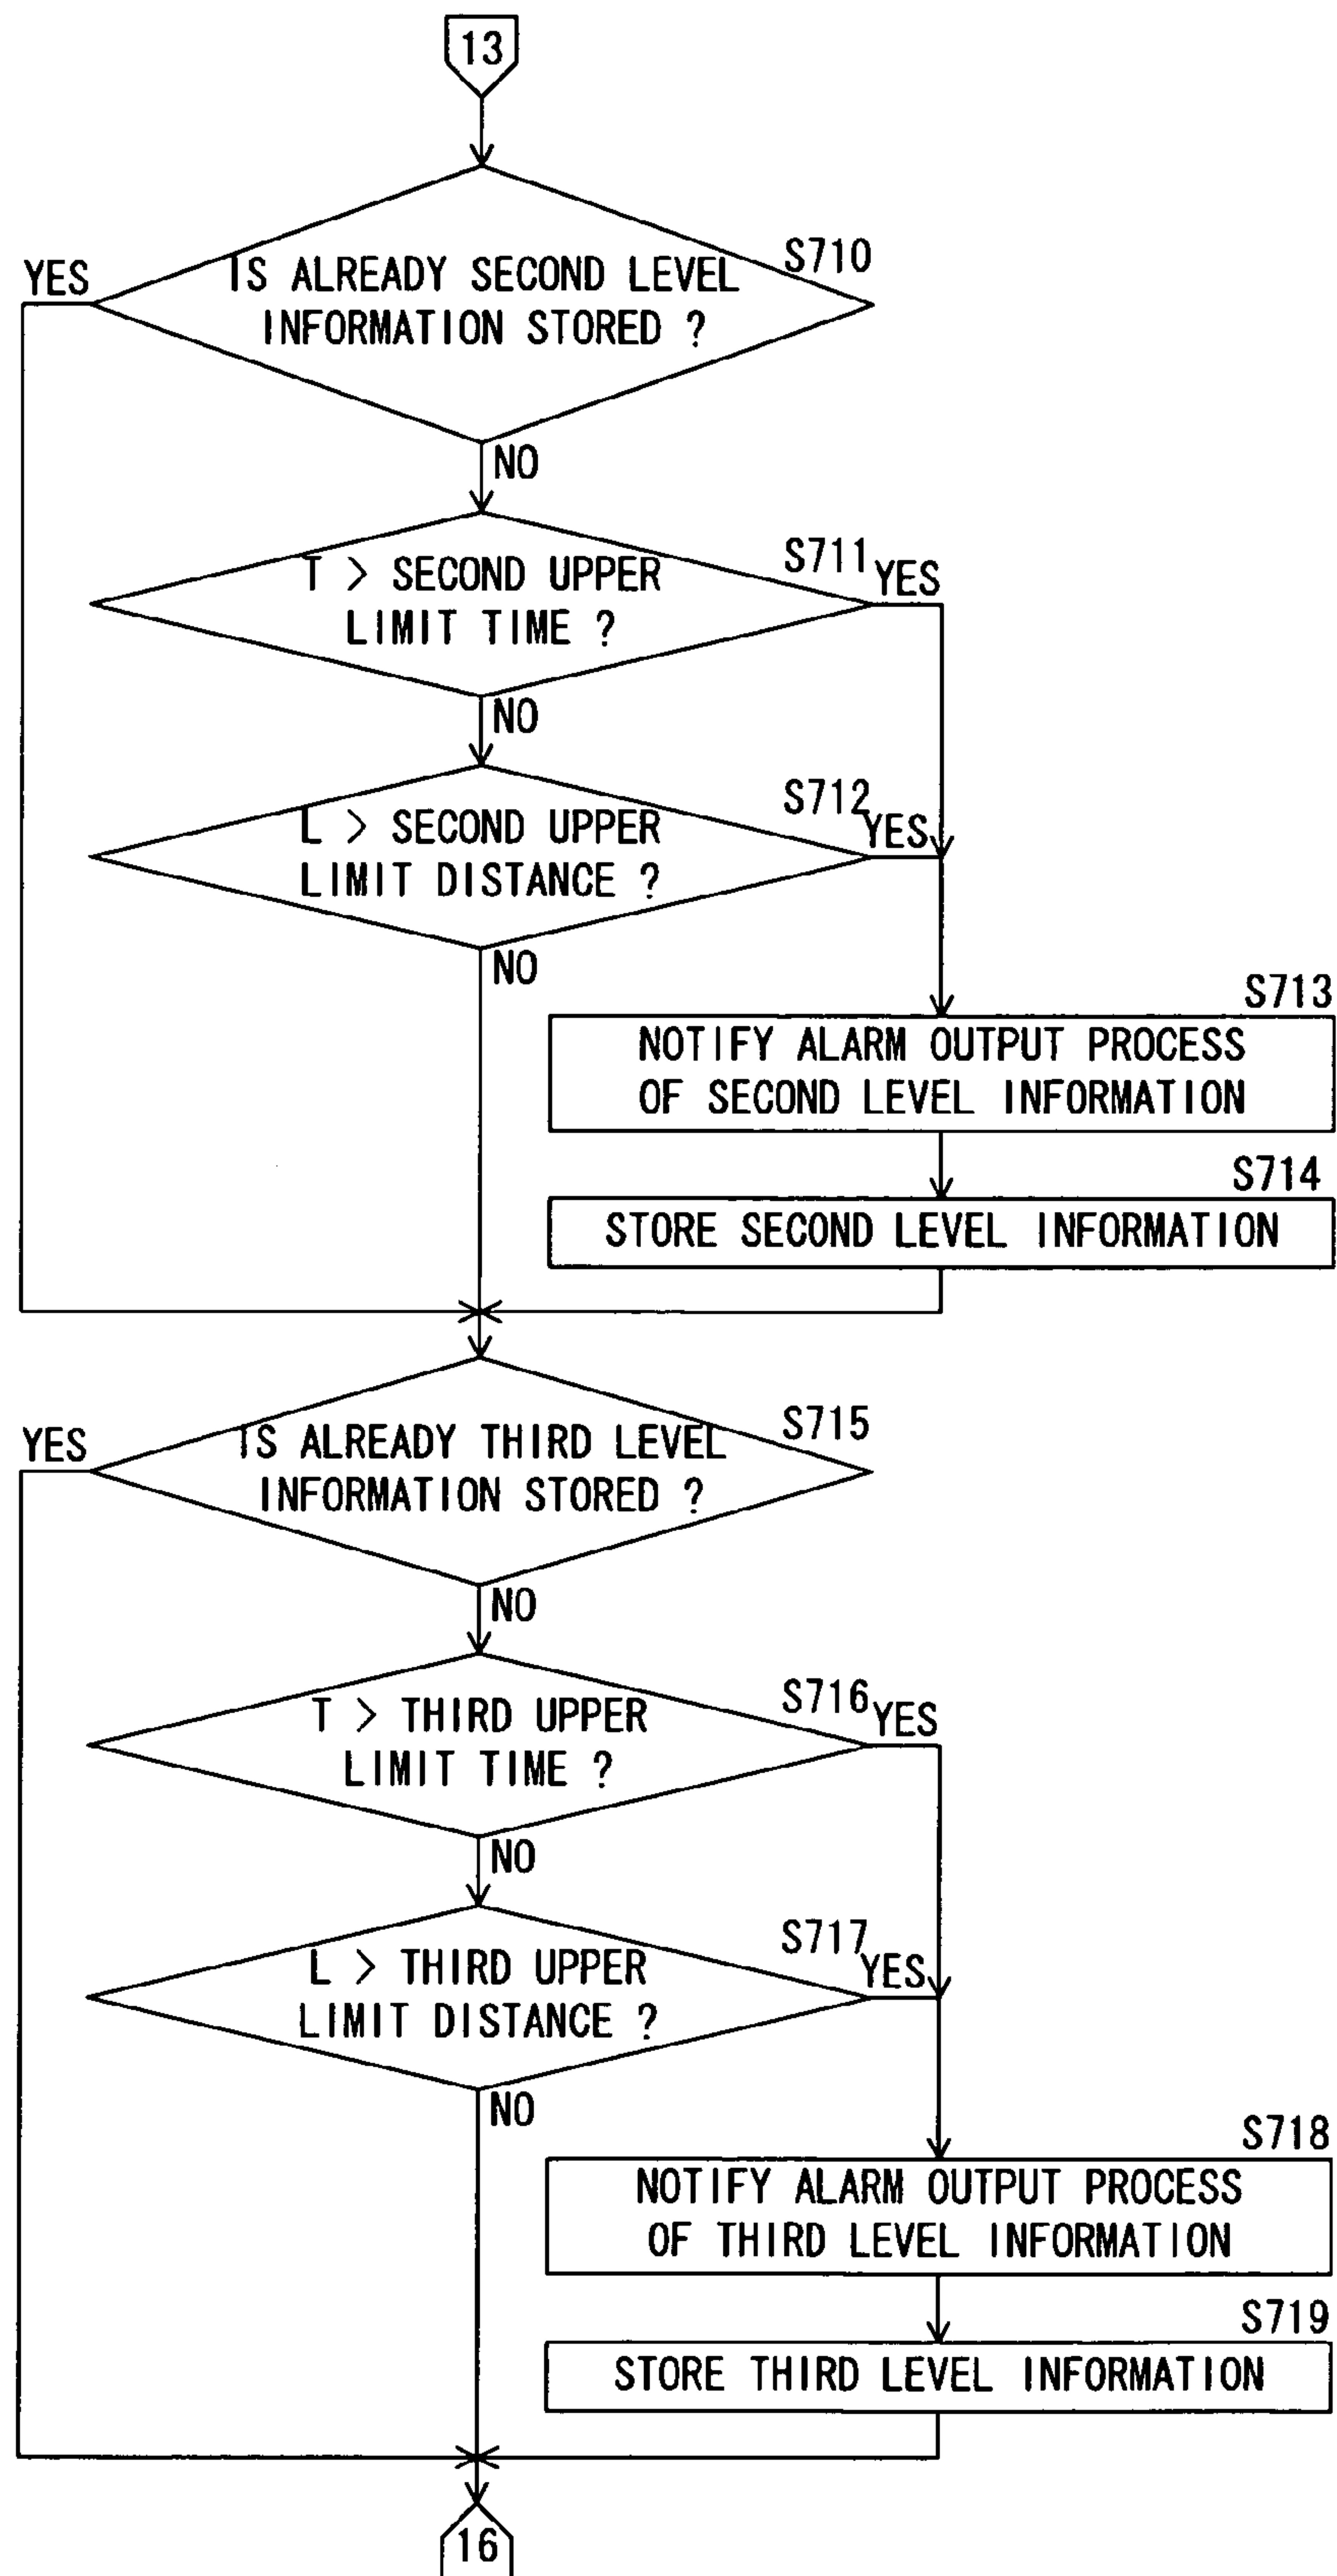 13
S710
YES
IS ALREADY SECOND LEVEL
INFORMATION STORED ?
NO
S711
YES
T > SECOND UPPER
LIMIT TIME ?
NO
S712
YES
L > SECOND UPPER
LIMIT DISTANCE ?
NO
S713
NOTIFY ALARM OUTPUT PROCESS
OF SECOND LEVEL INFORMATION
S714
STORE SECOND LEVEL INFORMATION
S715
YES
IS ALREADY THIRD LEVEL
INFORMATION STORED ?
NO
S716
YES
T > THIRD UPPER
LIMIT TIME ?
NO
S717
YES
L > THIRD UPPER
LIMIT DISTANCE ?
NO
S718
NOTIFY ALARM OUTPUT PROCESS
OF THIRD LEVEL INFORMATION
S719
STORE THIRD LEVEL INFORMATION
16